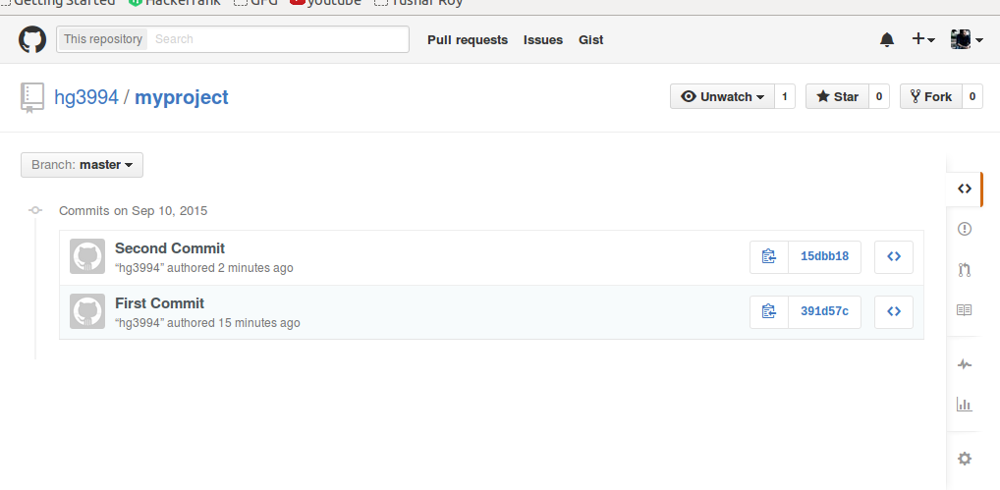 Getting Started HackerRank GFG youtube Tushar Roy
This repository Search Pull requests Issues Gist
hg3994 / myproject Unwatch 1 Star 0 Fork 0
Branch: master
Commits on Sep 10, 2015
Second Commit
“hg3994” authored 2 minutes ago 15dbb18
First Commit
“hg3994” authored 15 minutes ago 391d57c